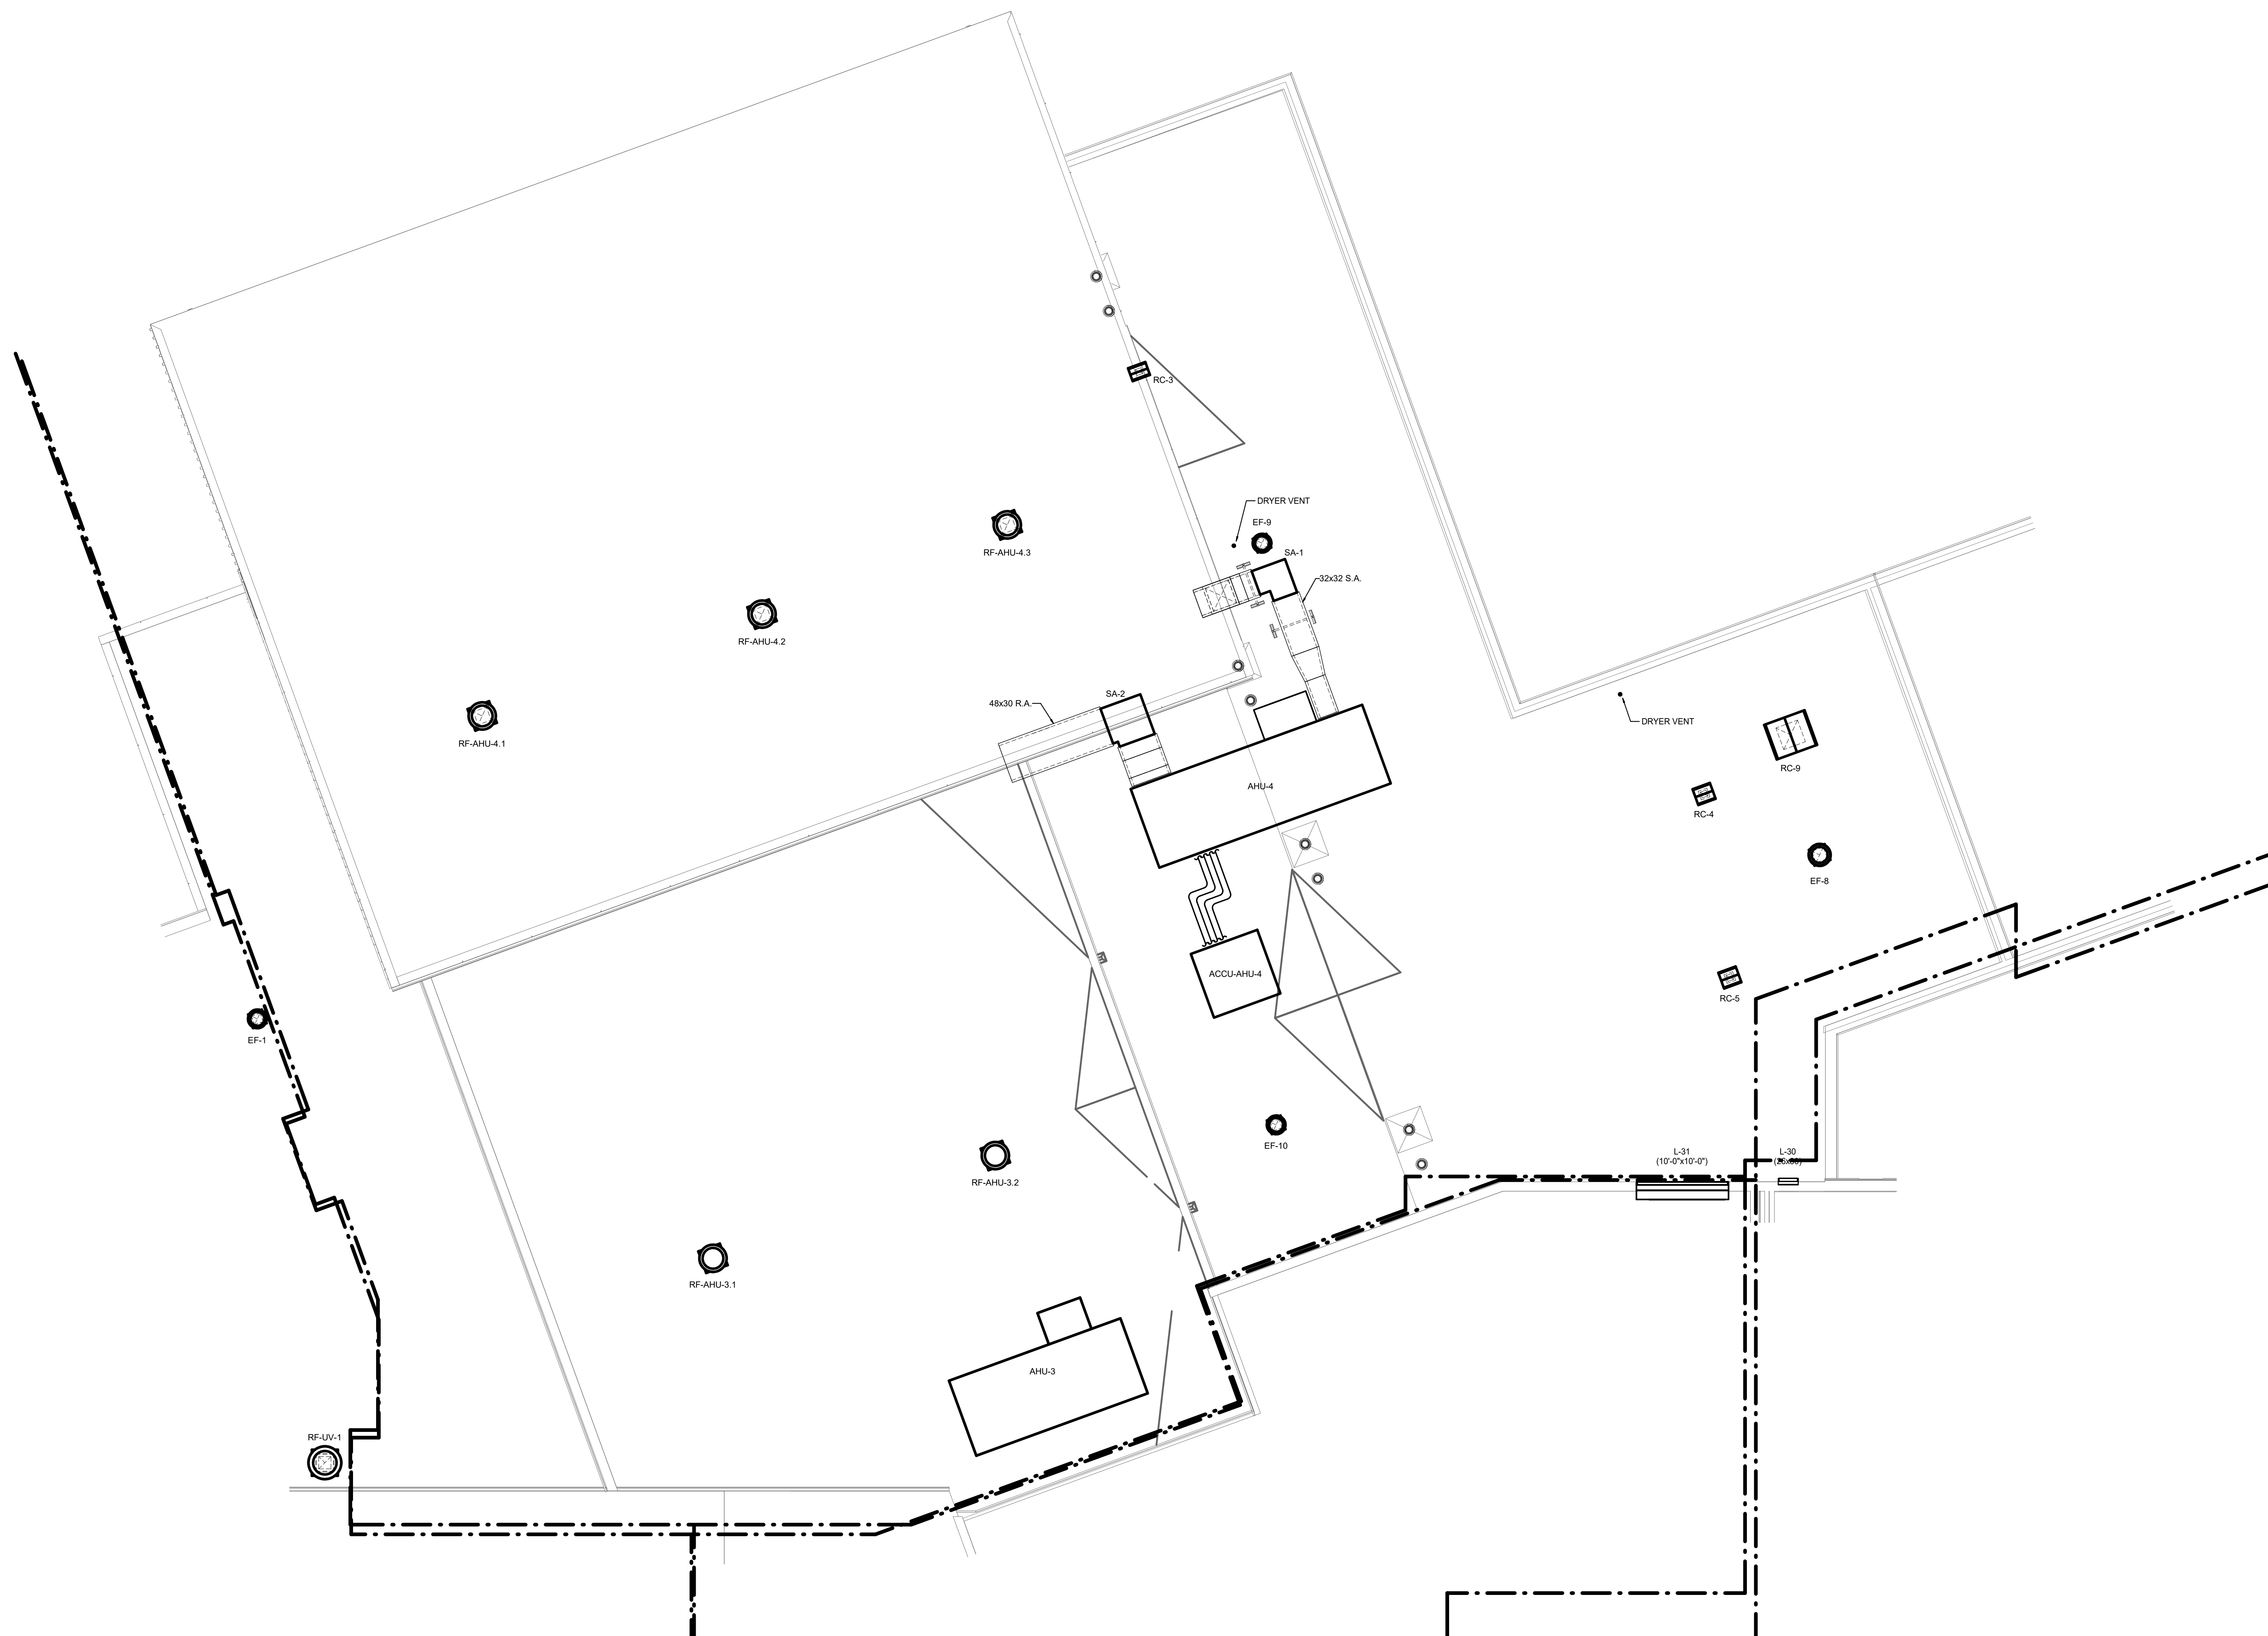 RC-3
DRYER VENT
EF-9
RF-AHU-4.3
SA-1
32x32 S.A.
RF-AHU-4.2
SA-2
48x30 R.A.
DRYER VENT
RF-AHU-4.1
RC-9
AHU-4
RC-4
EF-8
ACCU-AHU-4
RC-5
EF-1
EF-10
L-31
(10'-0"x10'-0")
L-30
RF-AHU-3.2
RF-AHU-3.1
AHU-3
RF-UV-1